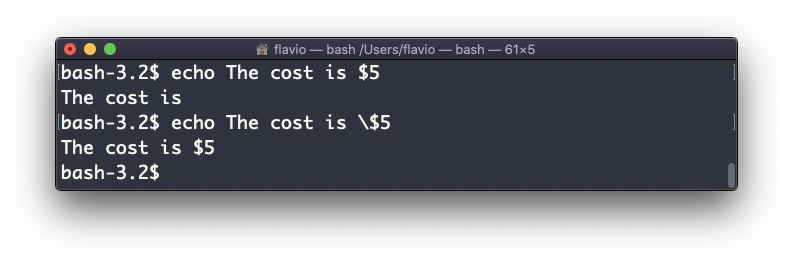 flavio — bash /Users/flavio — bash — 61×5
bash-3.2$ echo The cost is $5
The cost is
bash-3.2$ echo The cost is \$5
The cost is $5
bash-3.2$